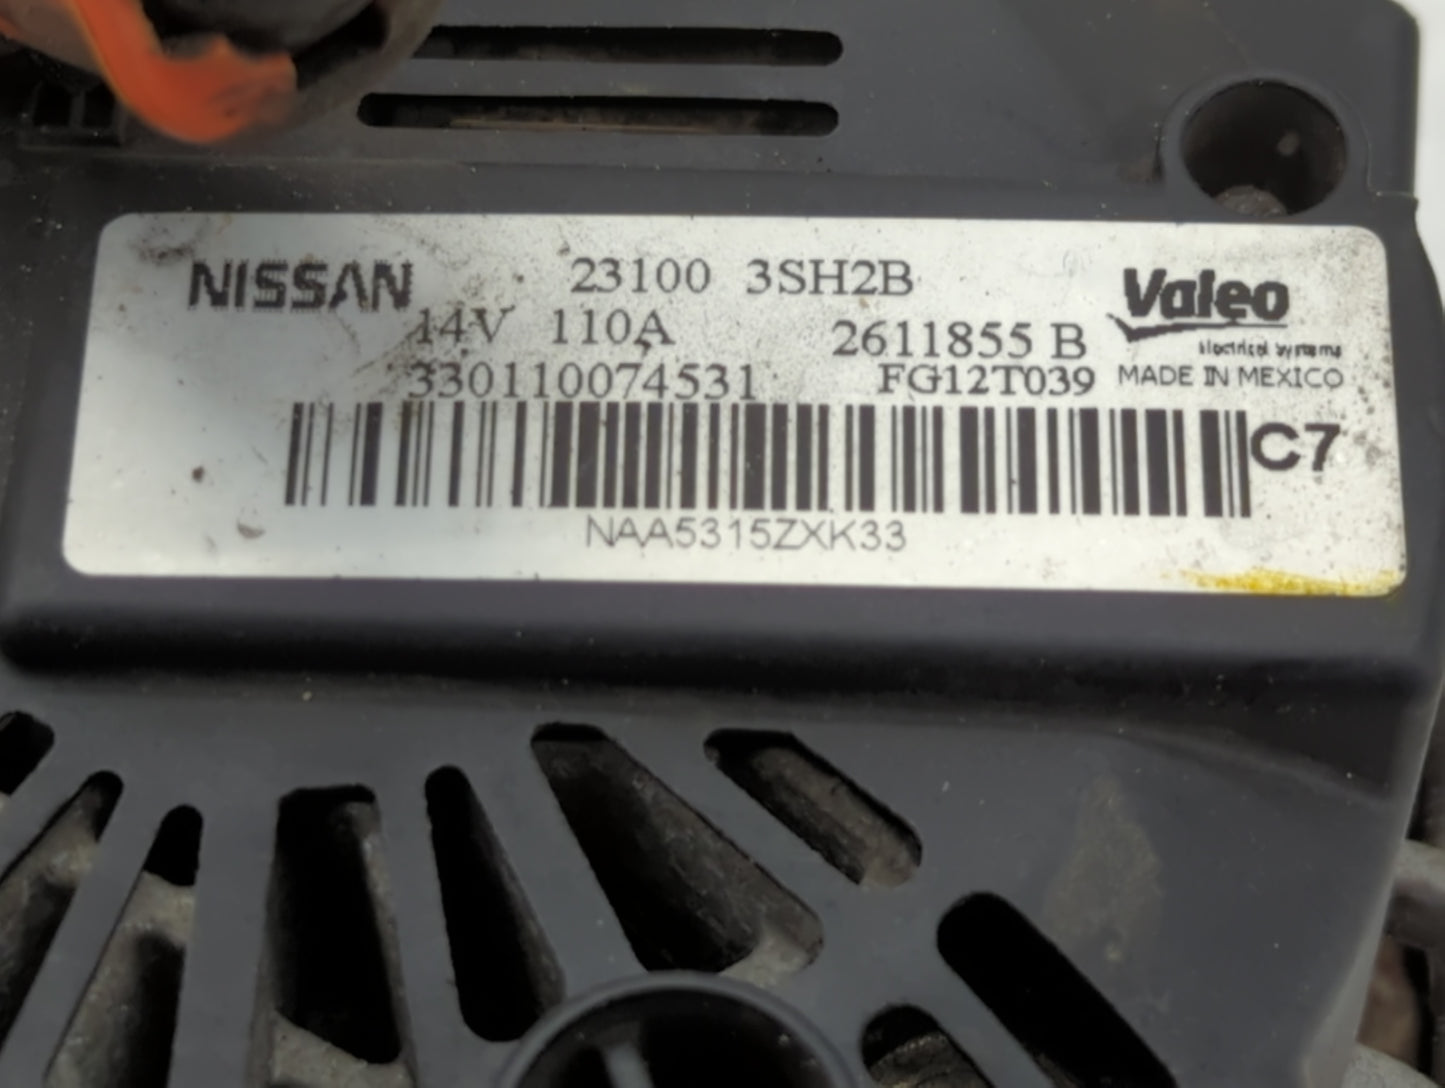 NISSAN 23100 3SH2B Valeo
14V 110A 2611855 B Electrical systems
330110074531 FG12T039 MADE IN MEXICO
C7
NAA5315ZXK33